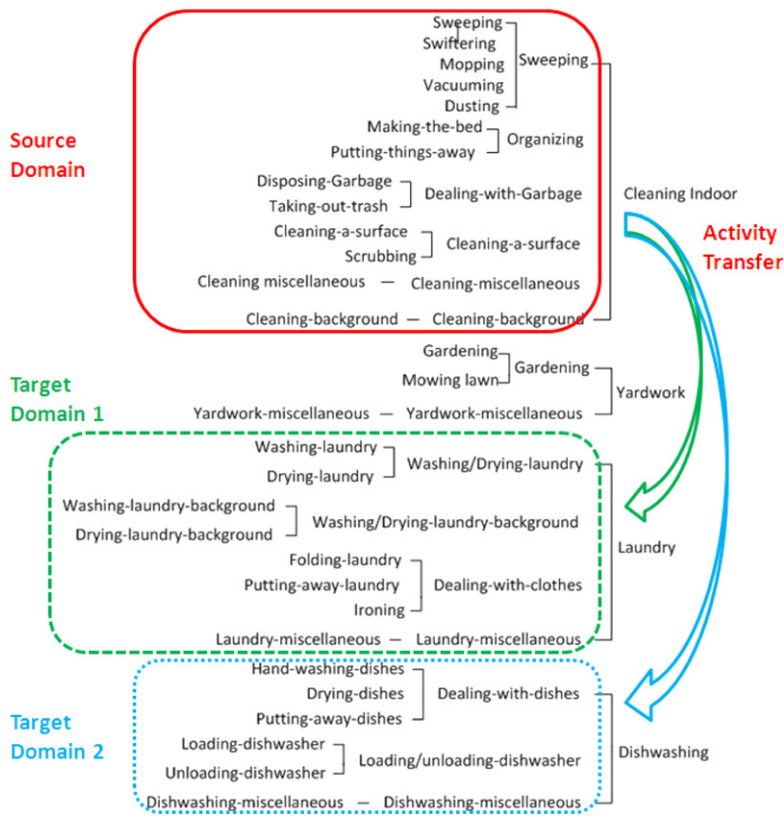 Sweeping
Swiftering
Sweeping
Mopping
Vacuuming
Dusting
Making-the-bed
Organizing
Putting-things-away
Source
Domain
Disposing-Garbage
Dealing-with-Garbage
Taking-out-trash
Cleaning Indoor
Cleaning-a-surface
Cleaning-a-surface
Scrubbing
Activity
Transfer
Cleaning miscellaneous — Cleaning-miscellaneous
Cleaning-background — Cleaning-background
Gardening
Gardening
Mowing lawn
Yardwork
Target
Domain 1
Yardwork-miscellaneous — Yardwork-miscellaneous
Washing-laundry
Washing/Drying-laundry
Drying-laundry
Washing-laundry-background
Washing/Drying-laundry-background
Drying-laundry-background
Laundry
Folding-laundry
Putting-away-laundry
Dealing-with-clothes
Ironing
Laundry-miscellaneous — Laundry-miscellaneous
Hand-washing-dishes
Drying-dishes
Dealing-with-dishes
Putting-away-dishes
Target
Domain 2
Loading-dishwasher
Loading/unloading-dishwasher
Unloading-dishwasher
Dishwashing
Dishwashing-miscellaneous — Dishwashing-miscellaneous